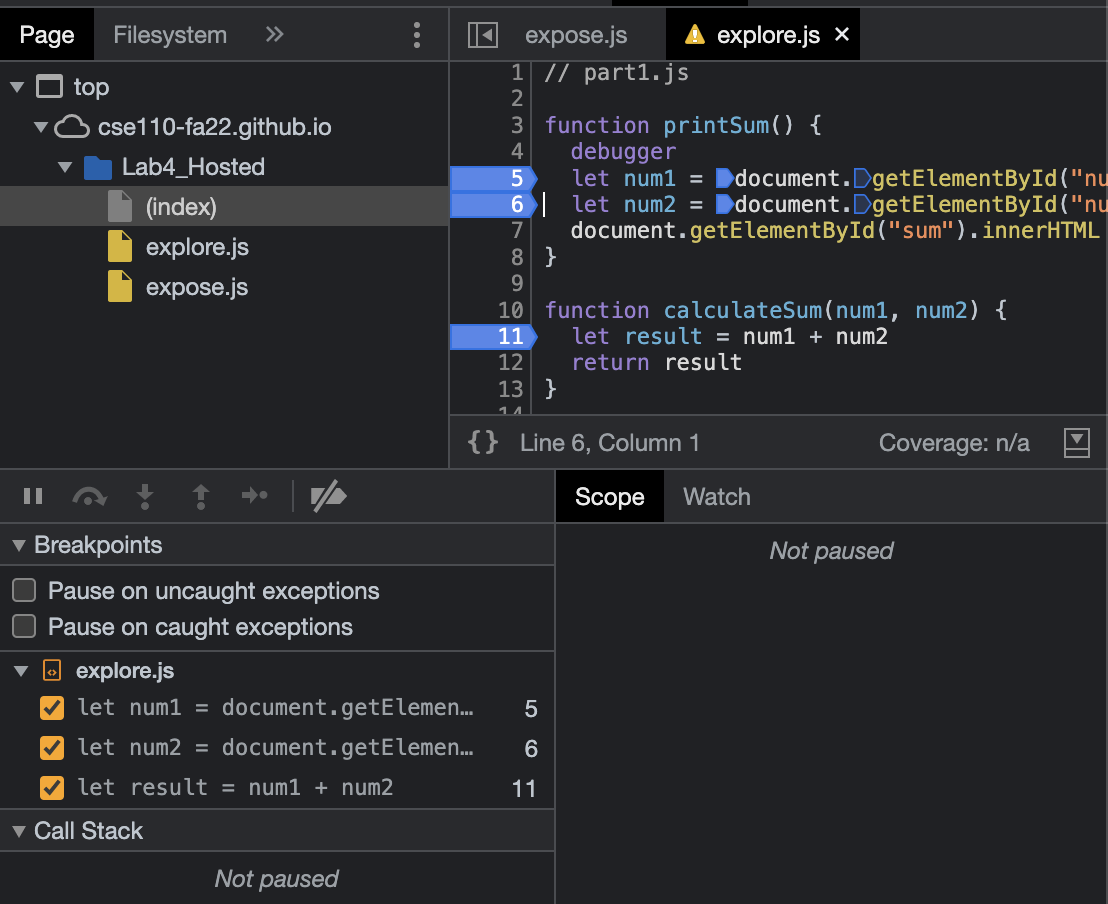 Page Filesystem
top
cse110-fa22.github.io
Lab4_Hosted
(index)
explore.js
expose.js
expose.js explore.js
1 // part1.js
2
3 function printSum() {
4 debugger
5 let num1 = document.getElementById("nu
6 let num2 = document.getElementById("nu
7 document.getElementById("sum").innerHTML
8 }
9
10 function calculateSum(num1, num2) {
11 let result = num1 + num2
12 return result
13 }
14
{} Line 6, Column 1 Coverage: n/a
Breakpoints
Pause on uncaught exceptions
Pause on caught exceptions
explore.js
let num1 = document.getElemen… 5
let num2 = document.getElemen… 6
let result = num1 + num2 11
Call Stack
Not paused
Scope Watch
Not paused